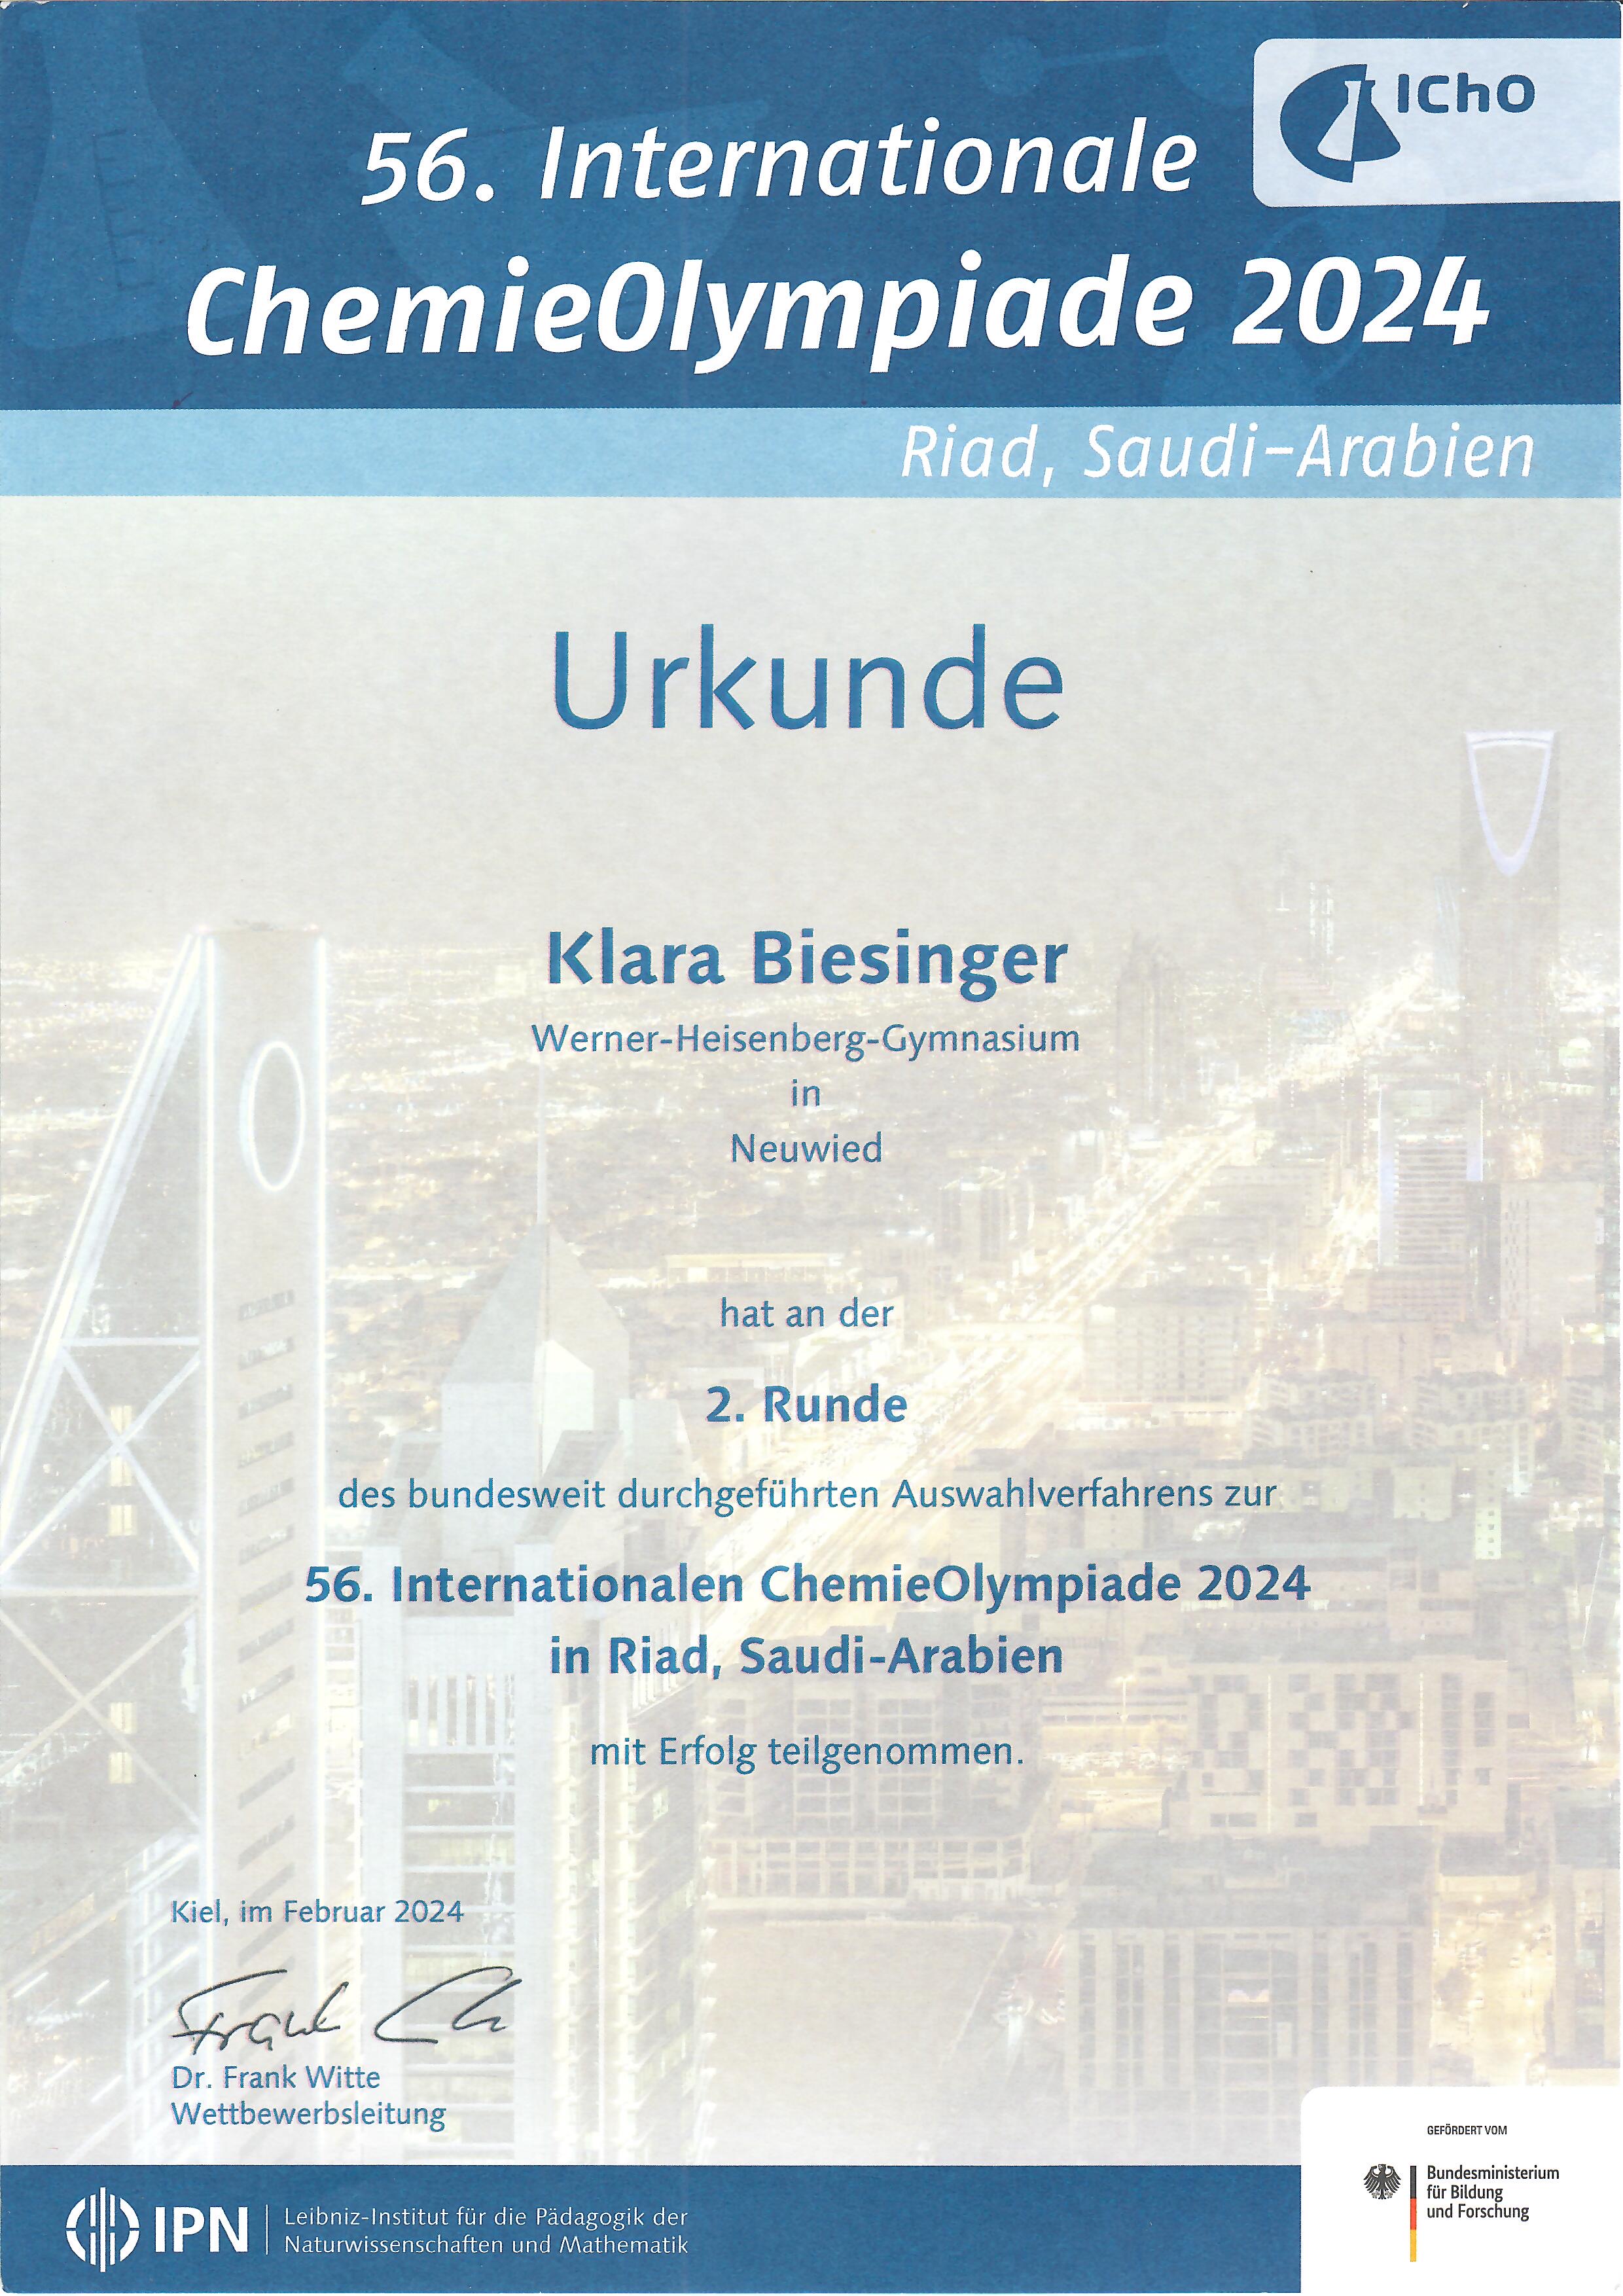 IChO
56. Internationale
ChemieOlympiade 2024
Riad, Saudi-Arabien
Urkunde
Klara Biesinger
Werner-Heisenberg-Gymnasium
in
Neuwied
hat an der
2. Runde
des bundesweit durchgeführten Auswahlverfahrens zur
56. Internationalen ChemieOlympiade 2024
in Riad, Saudi-Arabien
mit Erfolg teilgenommen.
Kiel, im Februar 2024
Frank
Dr. Frank Witte
Wettbewerbsleitung
IPN
Leibniz-Institut für die Pädagogik der
Naturwissenschaften und Mathematik
GEFÖRDERT VOM
Bundesministerium
für Bildung
und Forschung